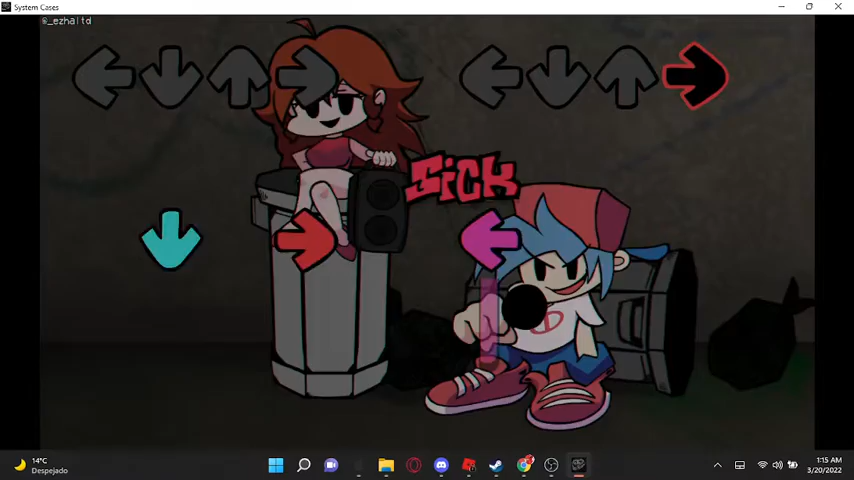 System Cases
@_ezhaltd
SiCK
14°C
Despejado
1:15 AM
3/20/2022